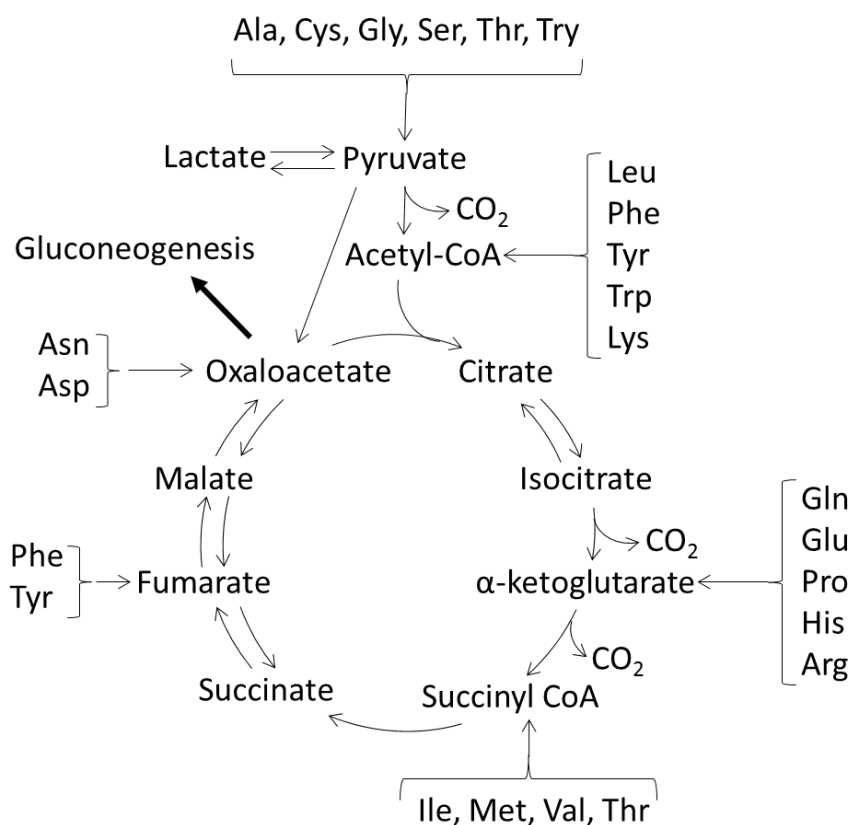 Ala, Cys, Gly, Ser, Thr, Try
Lactate
Pyruvate
CO₂
Leu
Phe
Tyr
Trp
Lys
Gluconeogenesis
Acetyl-CoA
Asn
Asp
Oxaloacetate
Citrate
Malate
Isocitrate
CO₂
Gln
Glu
Pro
His
Arg
Phe
Tyr
Fumarate
α-ketoglutarate
CO₂
Succinate
Succinyl CoA
Ile, Met, Val, Thr